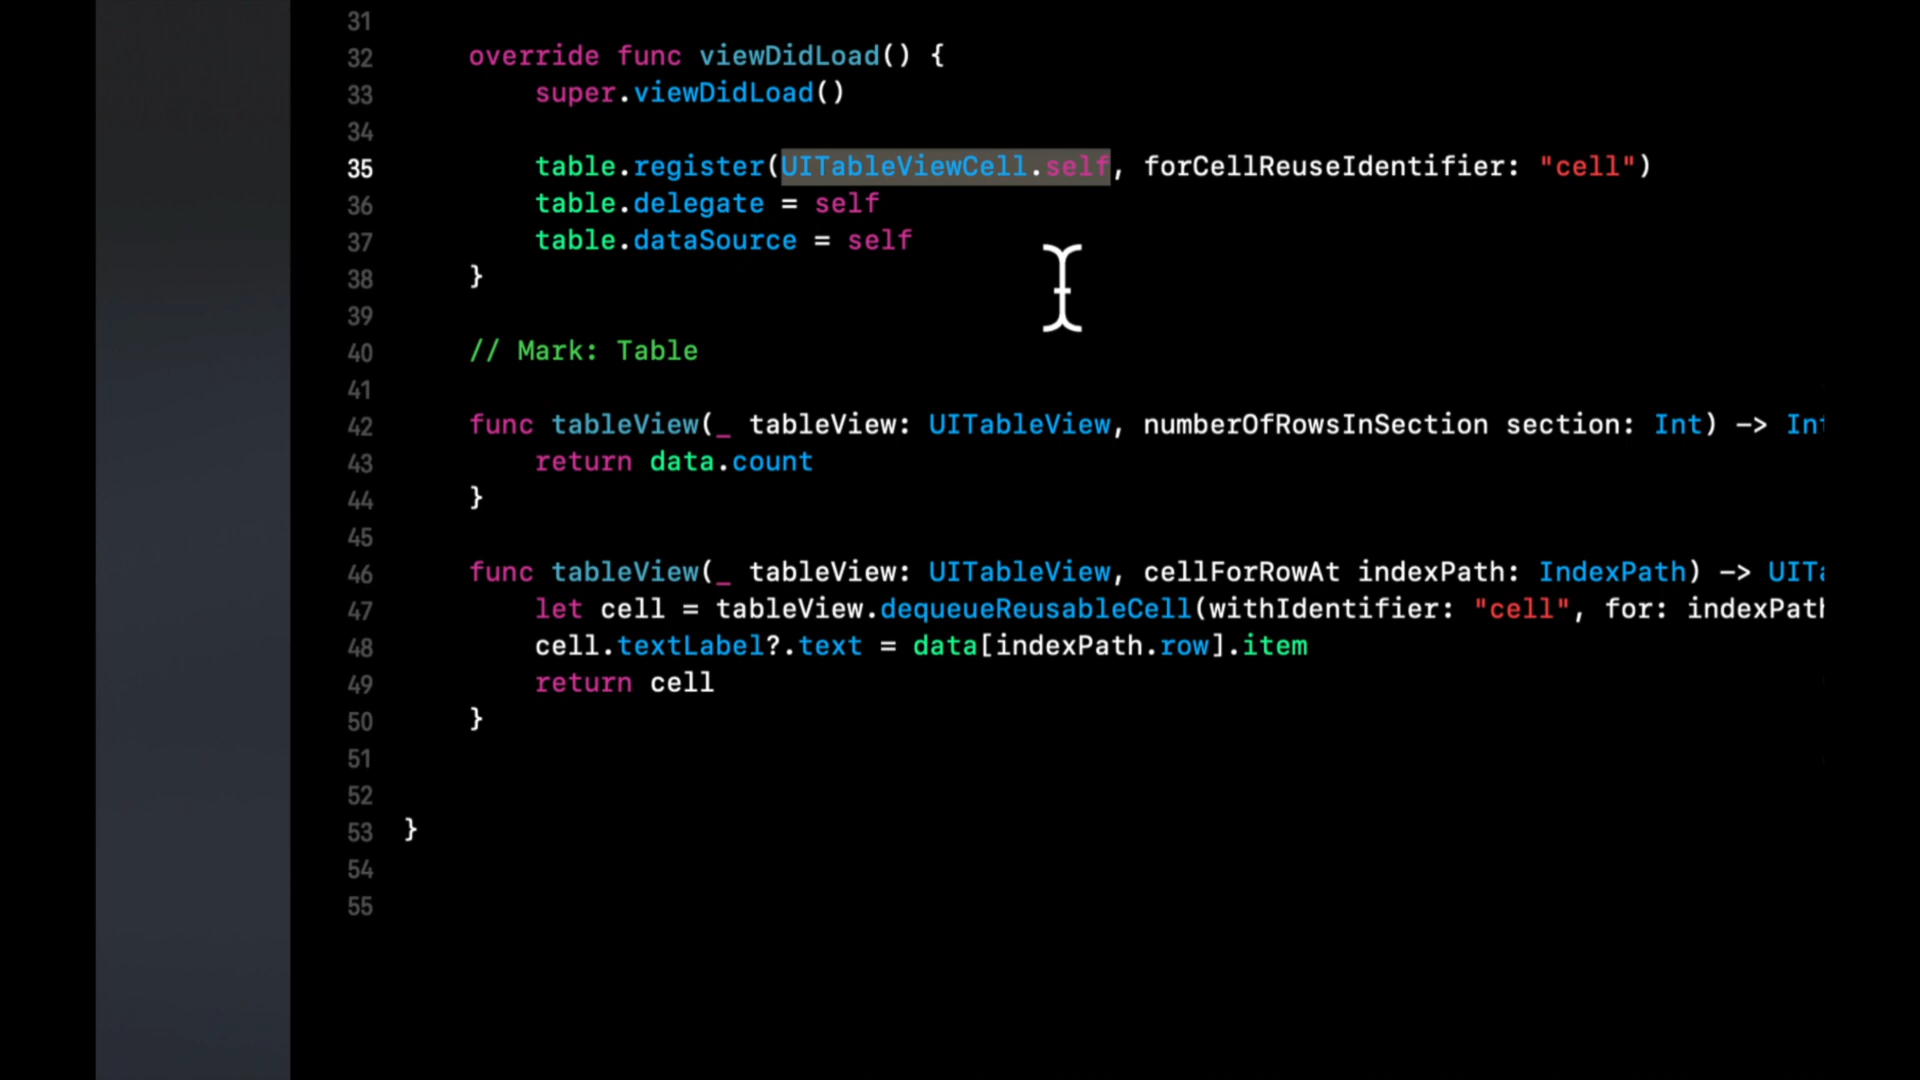 31
32 override func viewDidLoad() {
33 super.viewDidLoad()
34
35 table.register(UITableViewCell.self, forCellReuseIdentifier: "cell")
36 table.delegate = self
37 table.dataSource = self
38 }
39
40 // Mark: Table
41
42 func tableView(_ tableView: UITableView, numberOfRowsInSection section: Int) -> Int
43 return data.count
44 }
45
46 func tableView(_ tableView: UITableView, cellForRowAt indexPath: IndexPath) -> UITa
47 let cell = tableView.dequeueReusableCell(withIdentifier: "cell", for: indexPath
48 cell.textLabel?.text = data[indexPath.row].item
49 return cell
50 }
51
52
53 }
54
55